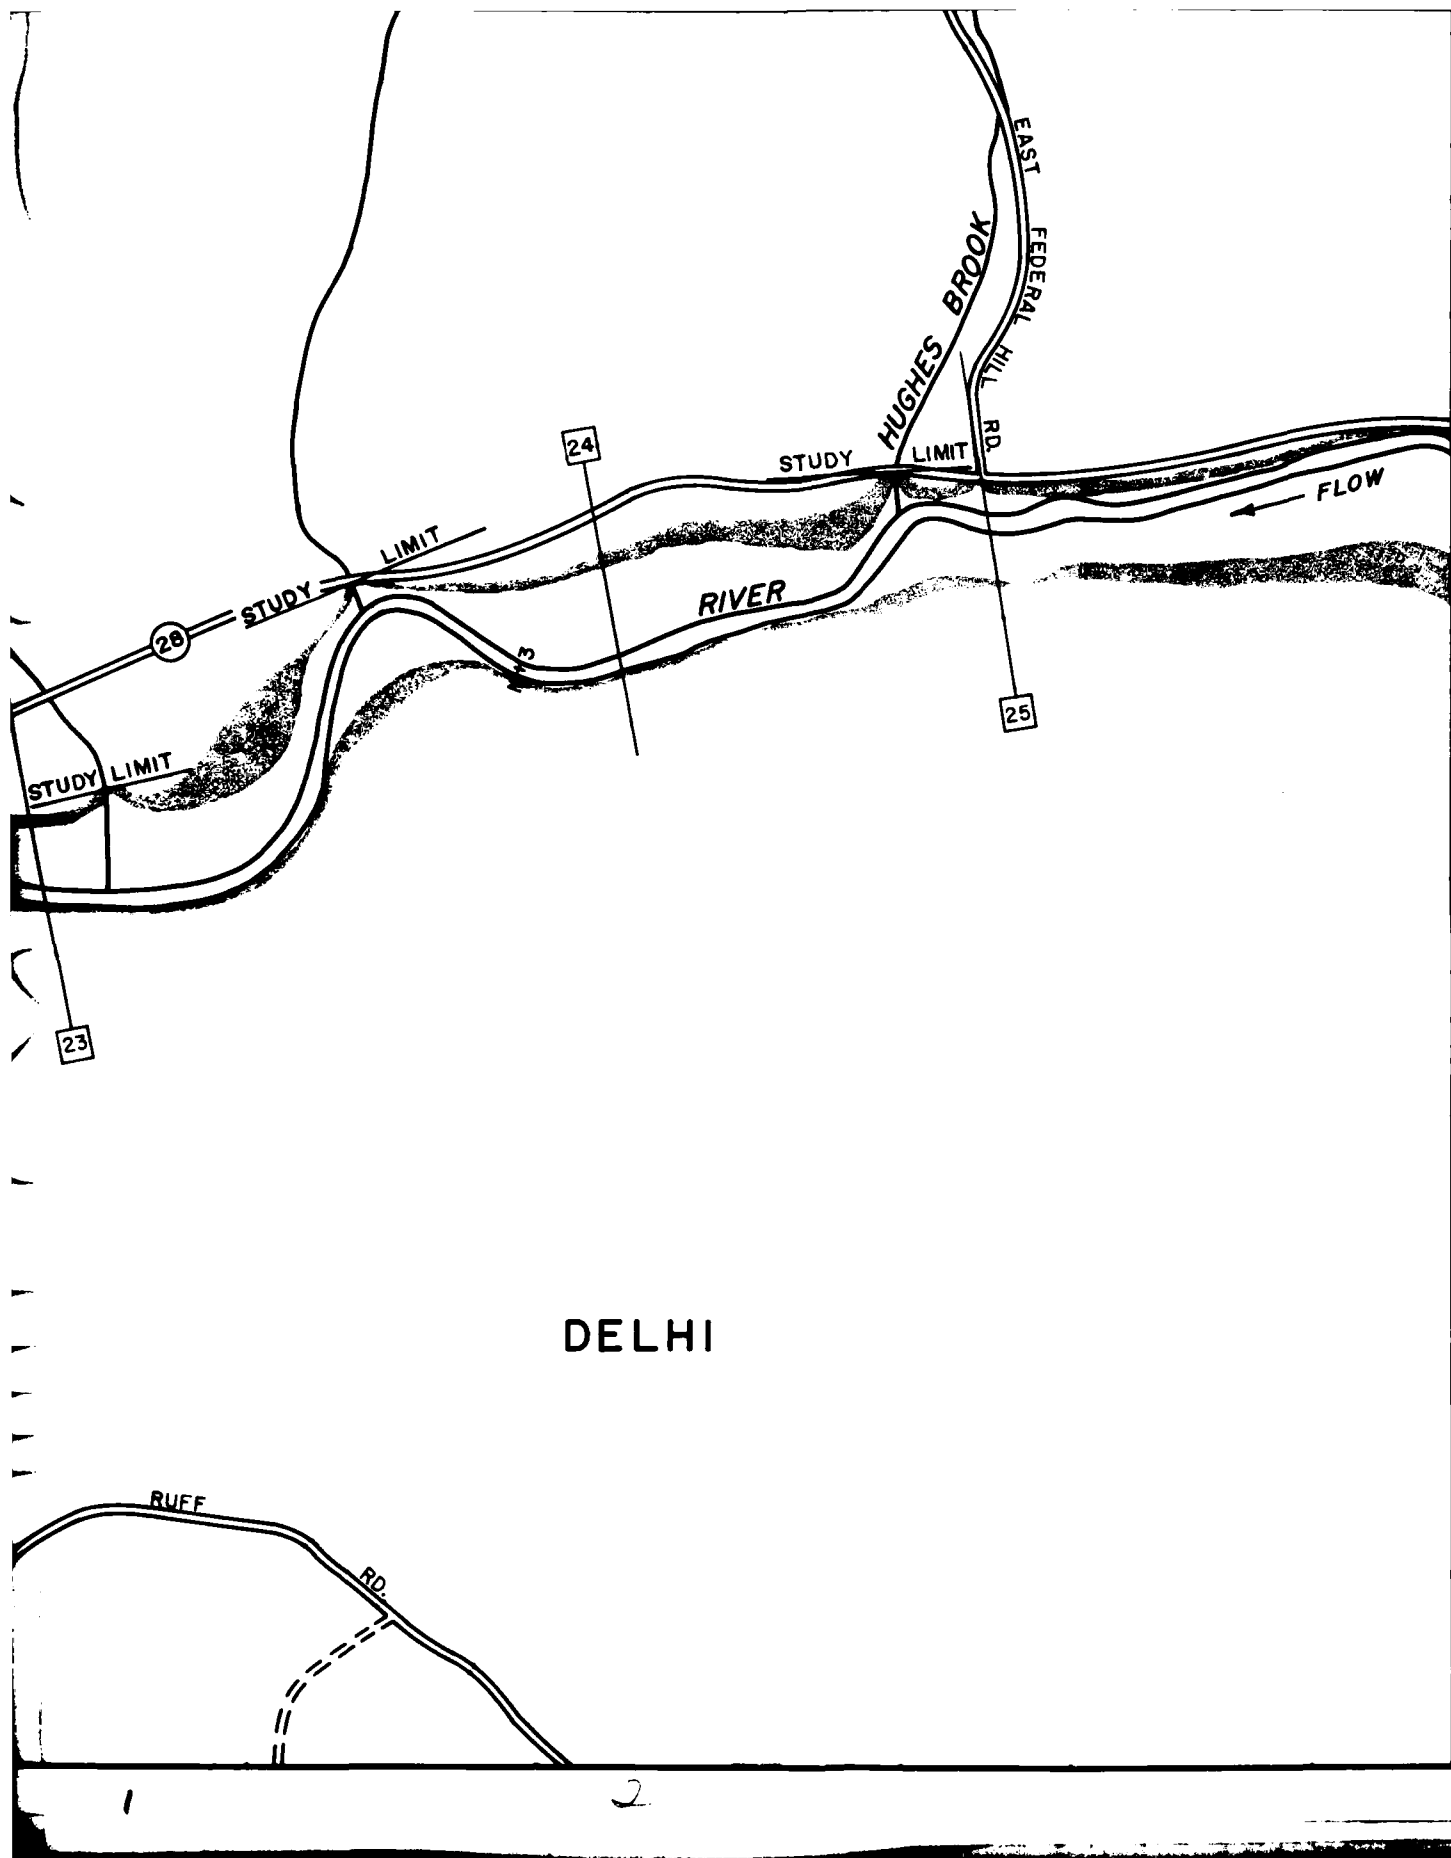 EAST
FEDERAL
HILL
RD.
HUGHES BROOK
24
STUDY LIMIT
FLOW
STUDY LIMIT
RIVER
28
25
STUDY LIMIT
23
DELHI
RUFF
RD.
1
2